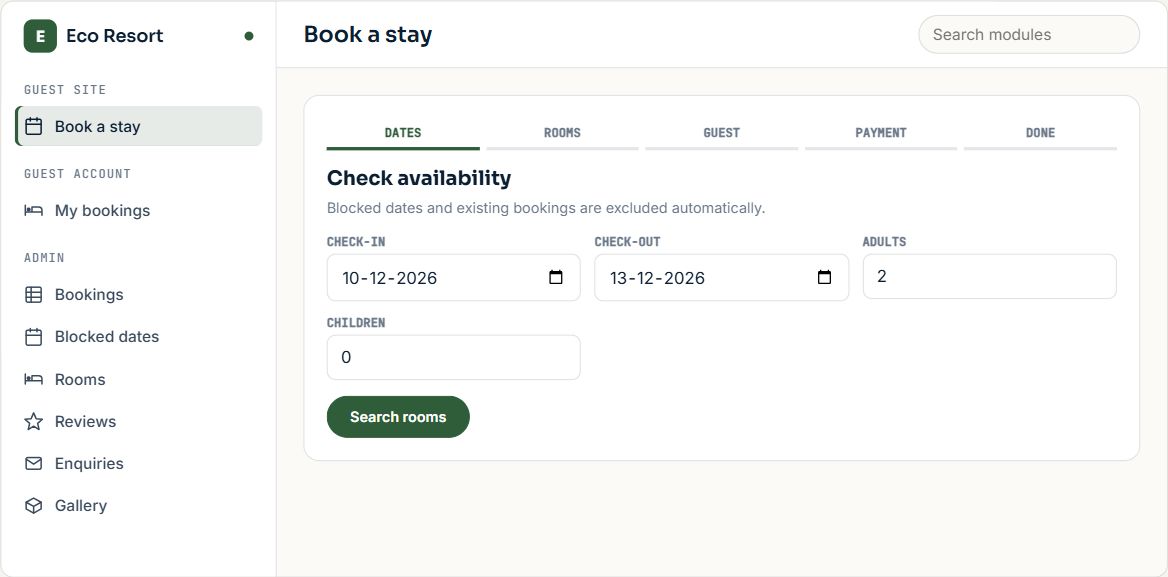 E Eco Resort
GUEST SITE
Book a stay
GUEST ACCOUNT
My bookings
ADMIN
Bookings
Blocked dates
Rooms
Reviews
Enquiries
Gallery
Book a stay
Search modules
DATES ROOMS GUEST PAYMENT DONE
Check availability
Blocked dates and existing bookings are excluded automatically.
CHECK-IN CHECK-OUT ADULTS
10-12-2026 13-12-2026 2
CHILDREN
0
Search rooms